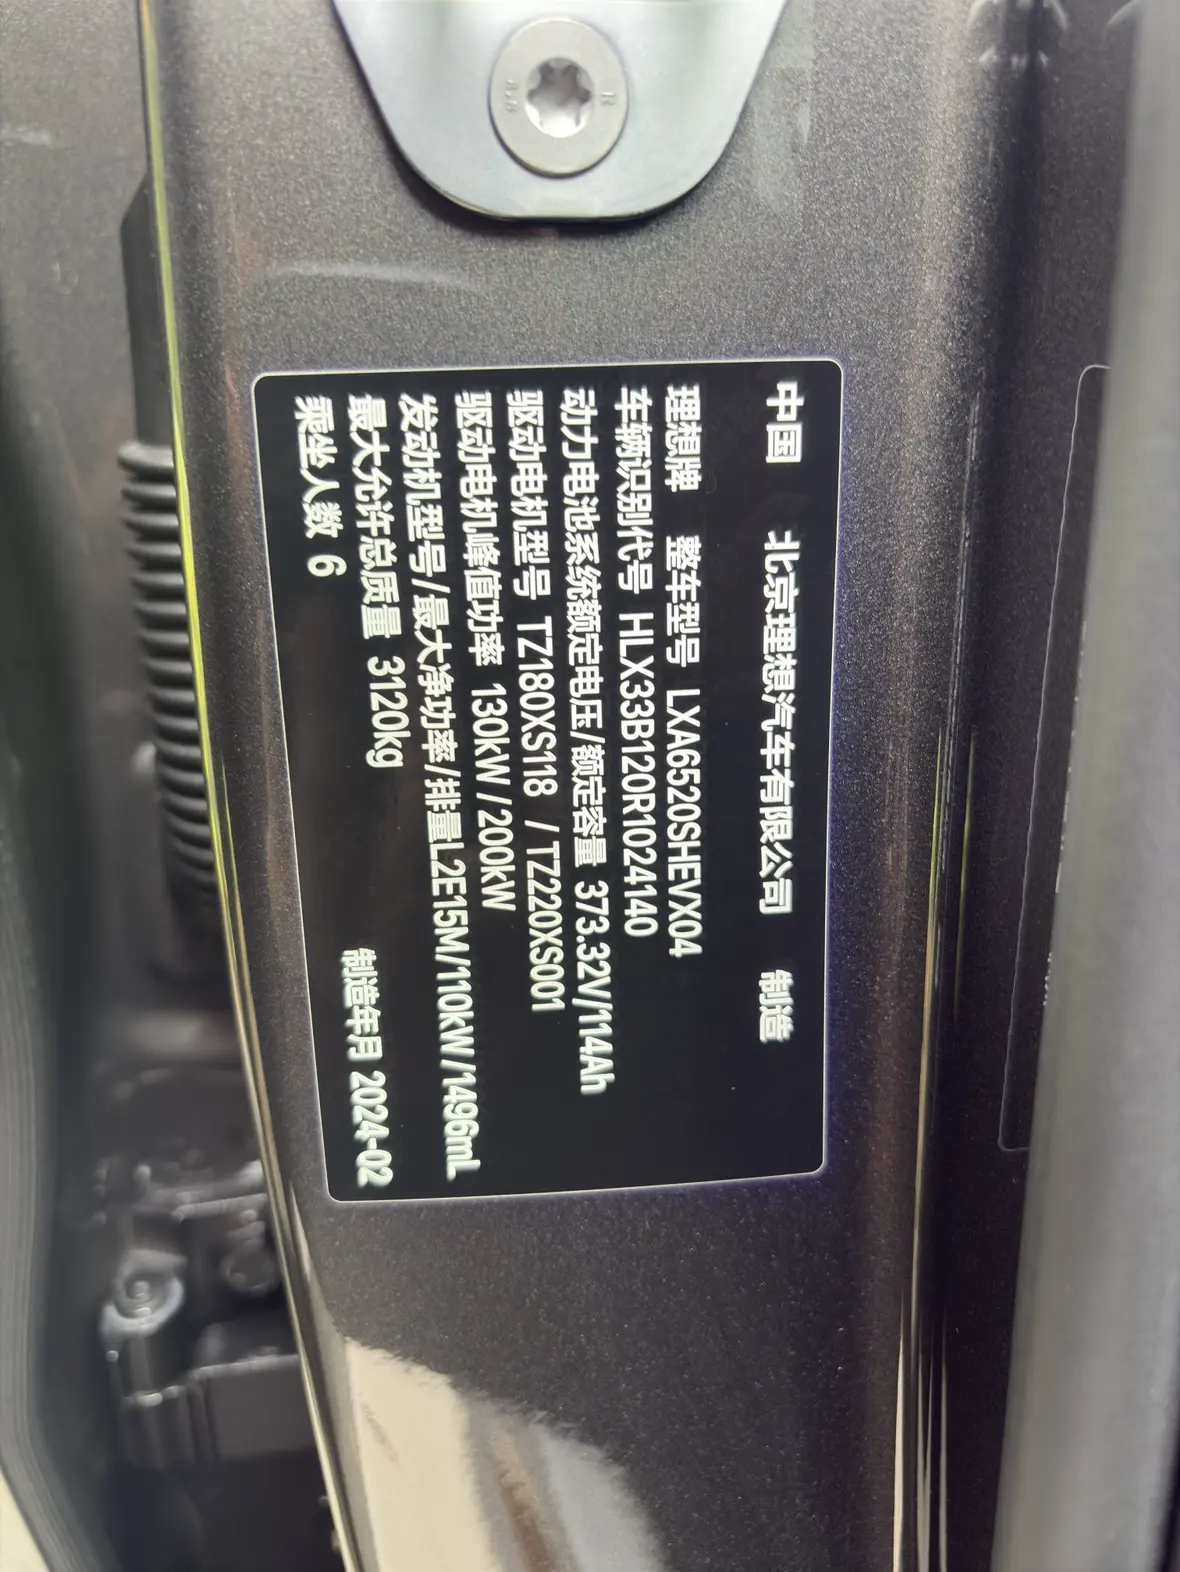 中国 北京理想汽车有限公司 制造
理想牌 整车型号 LXA6520SHEVX04
车辆识别代号 HLX33B120R1024140
动力电池系统额定电压/额定容量 373.32V/114Ah
驱动电机型号 TZ180XS118 /TZ220XS001
驱动电机峰值功率 130kW/200kW
发动机型号/最大净功率/排量L2E15M/110kW/1496mL
最大允许总质量 3120kg
乘坐人数 6 制造年月 2024-02